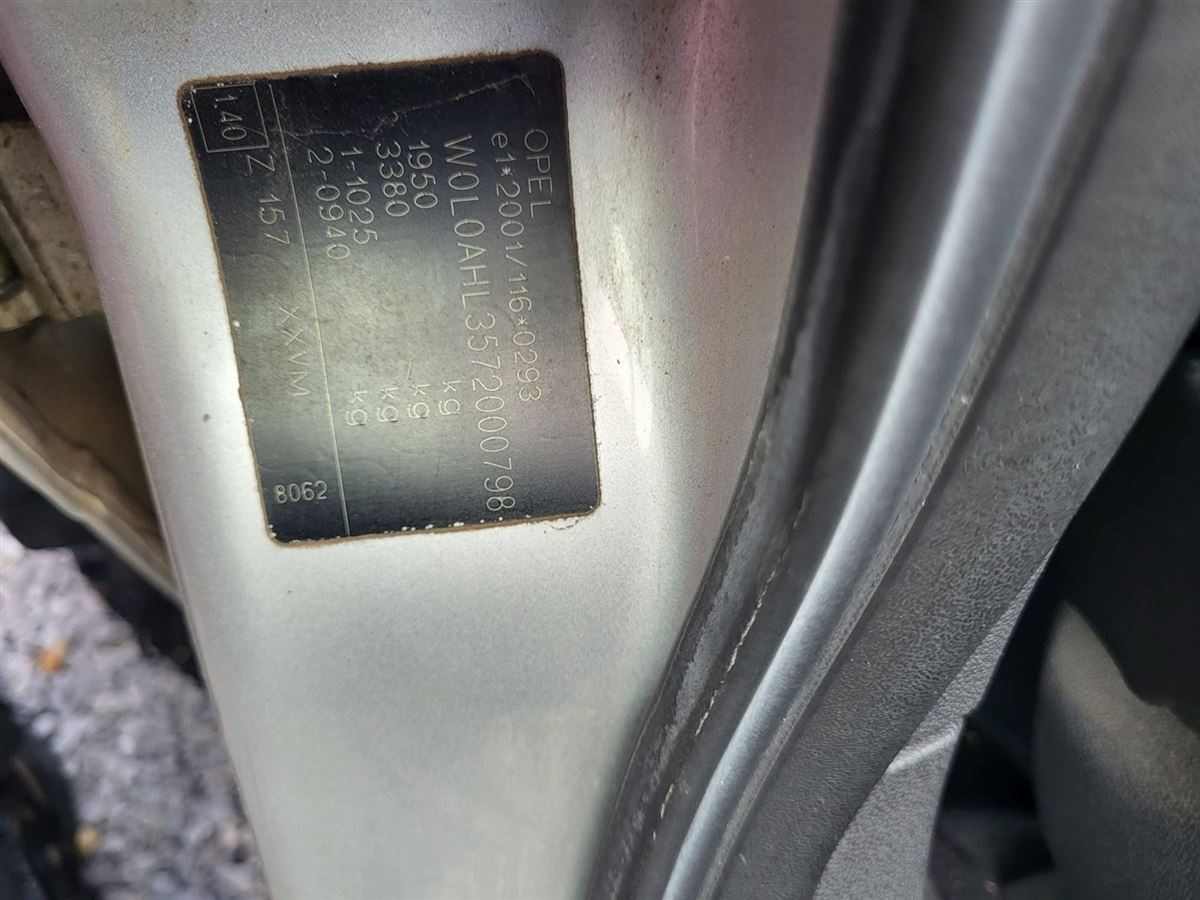 OPEL
e1*2001/116*0293
W0L0AHL3572000798
1950 kg
3380 kg
1-1025 kg
2-0940 kg
140 Z 157 XXVM
8062